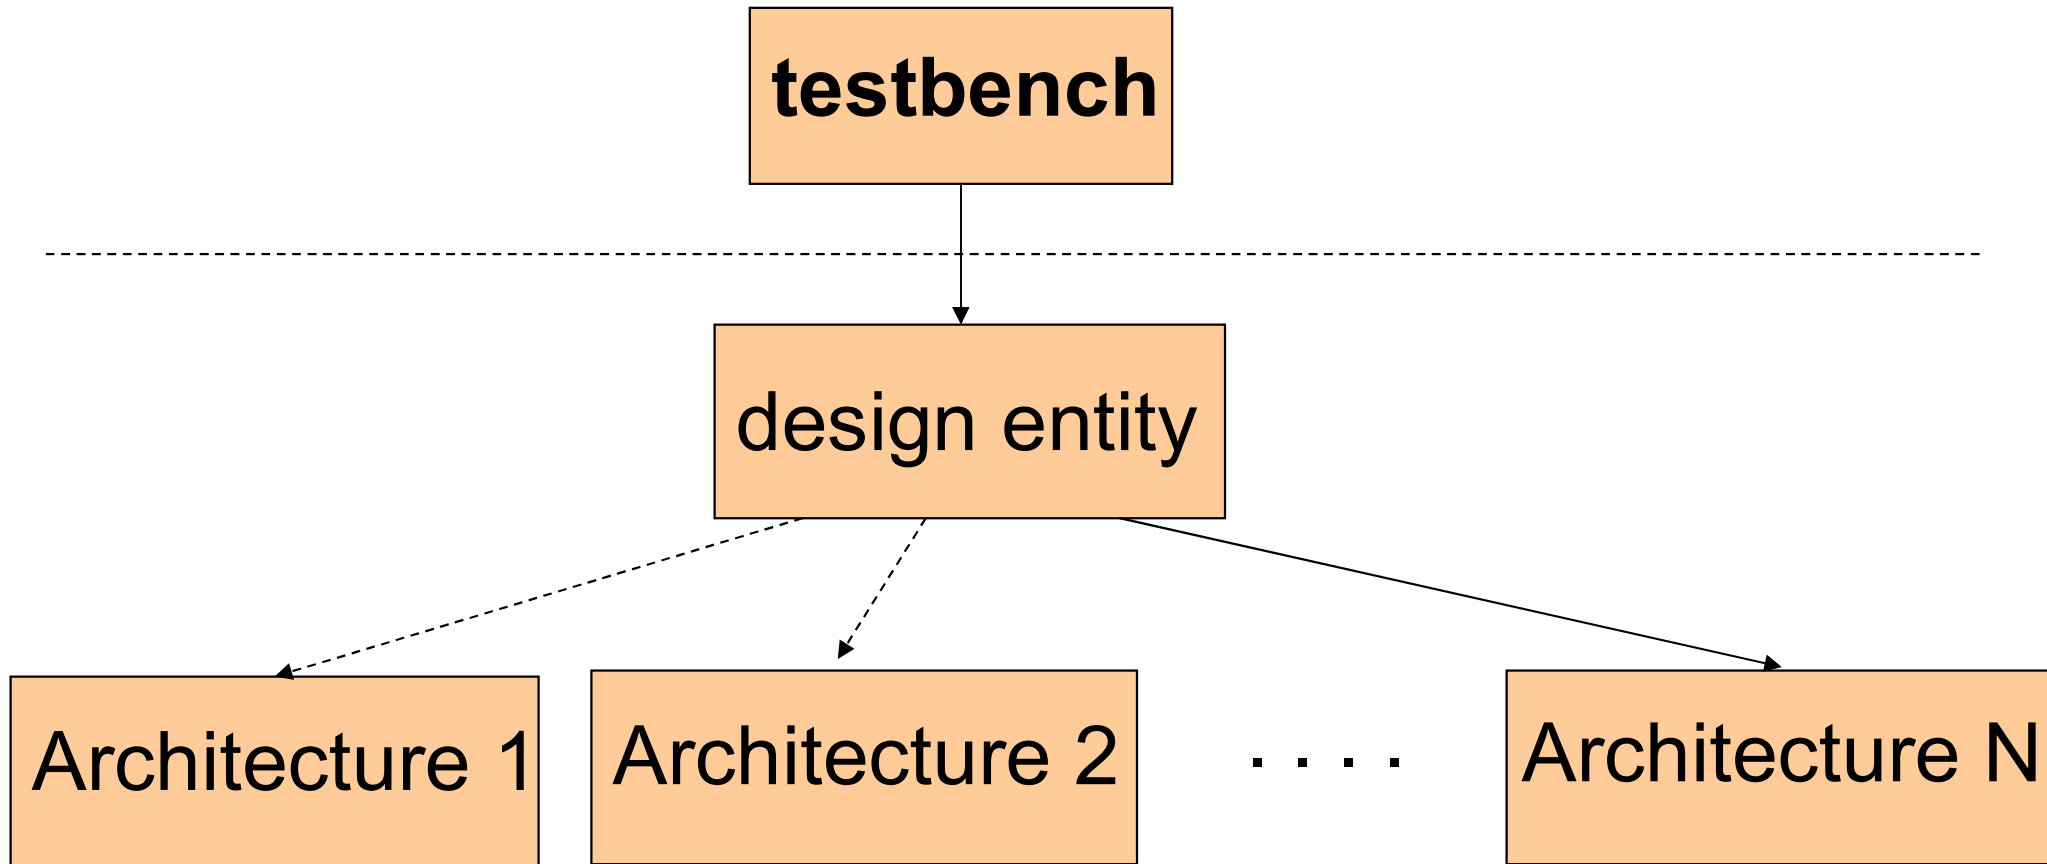 testbench
design entity
Architecture 1
Architecture 2
. . . .
Architecture N